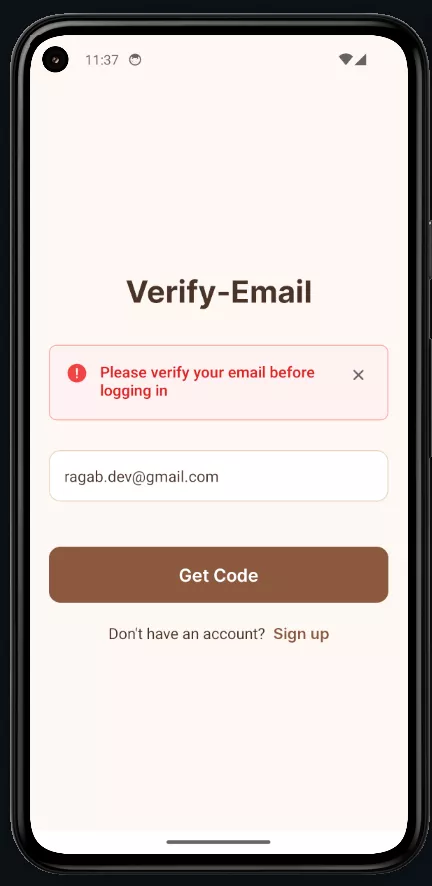 11:37
Verify-Email
Please verify your email before
logging in
ragab.dev@gmail.com
Get Code
Don't have an account? Sign up